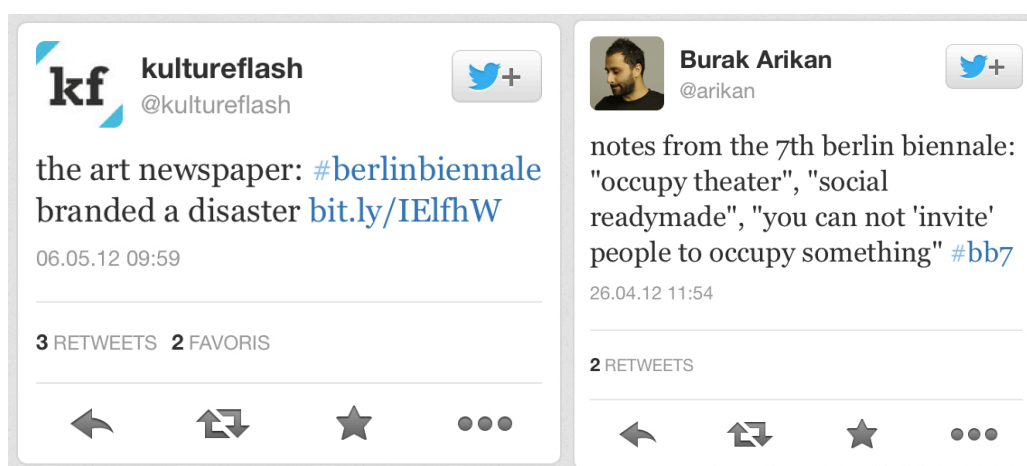 kf
kultureflash
@kultureflash
the art newspaper: #berlinbiennale
branded a disaster bit.ly/IElfhW
06.05.12 09:59
3 RETWEETS 2 FAVORIS
Burak Arikan
@arikan
notes from the 7th berlin biennale:
"occupy theater", "social
readymade", "you can not 'invite'
people to occupy something" #bb7
26.04.12 11:54
2 RETWEETS